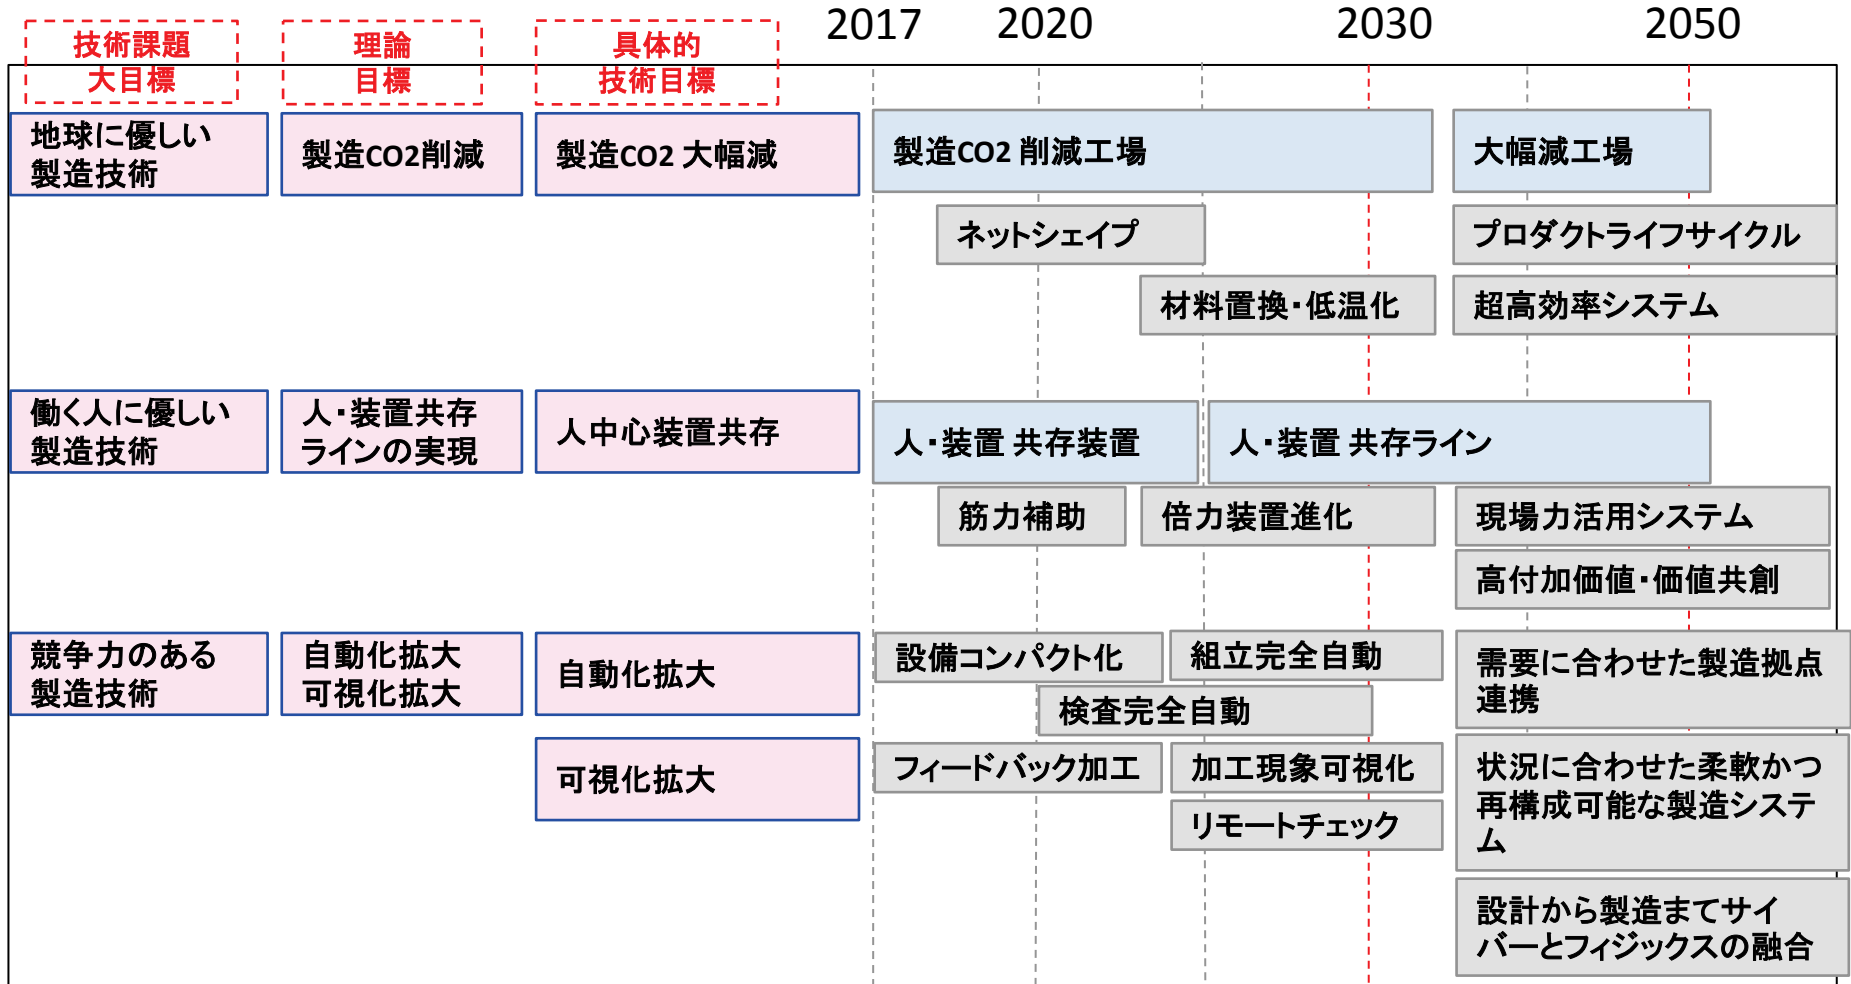 2017
2020
2030
2050
技術課題
大目標
理論
目標
具体的
技術目標
地球に優しい
製造技術
製造CO2削減
製造CO2 大幅減
製造CO2 削減工場
大幅減工場
ネットシェイプ
プロダクトライフサイクル
材料置換・低温化
超高効率システム
働く人に優しい
製造技術
人・装置共存
ラインの実現
人中心装置共存
人・装置 共存装置
人・装置 共存ライン
筋力補助
倍力装置進化
現場力活用システム
高付加価値・価値共創
競争力のある
製造技術
自動化拡大
可視化拡大
自動化拡大
設備コンパクト化
組立完全自動
需要に合わせた製造拠点
連携
検査完全自動
可視化拡大
フィードバック加工
加工現象可視化
状況に合わせた柔軟かつ
再構成可能な製造システ
ム
リモートチェック
設計から製造まてサイ
バーとフィジックスの融合